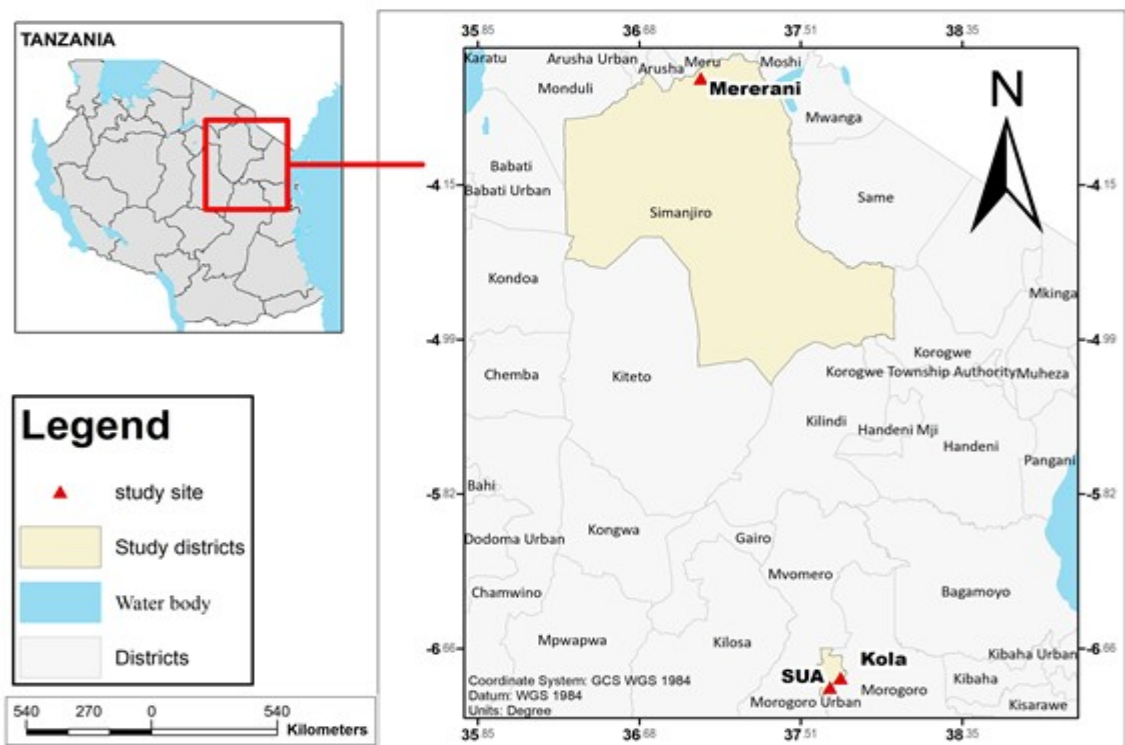 TANZANIA
Legend
study site
Study districts
Water body
Districts
540 270 0 540
Kilometers
35.85 36.68 37.51 38.35
Karatu
Arusha Urban
Meru
Moshi
Arusha
Monduli
Mererani
Mwanga
N
Babati
Babati Urban
-4.15 -4.15
Simanjiro
Same
Kondoa
Mkinga
-4.99 -4.99
Korogwe
Chemba
Kiteto
Korogwe Township Authority
Muheza
Kilindi
Handeni Mji
Handeni
Pangani
Bahi
-5.82 -5.82
Dodoma Urban
Kongwa
Gairo
Mvomero
Chamwino
Bagamoyo
Mpwapwa
Kilosa
-6.66 -6.66
Kibaha Urban
SUA
Kola
Kibaha
Coordinate System: GCS WGS 1984
Datum: WGS 1984
Units: Degree
Morogoro
Morogoro Urban
Kisarawe
35.85 36.68 37.51 38.35